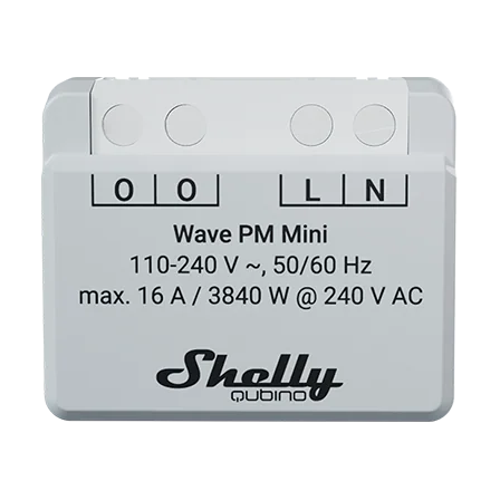 O O L N
Wave PM Mini
110-240 V ~, 50/60 Hz
max. 16 A / 3840 W @ 240 V AC
Shelly
QUBINO